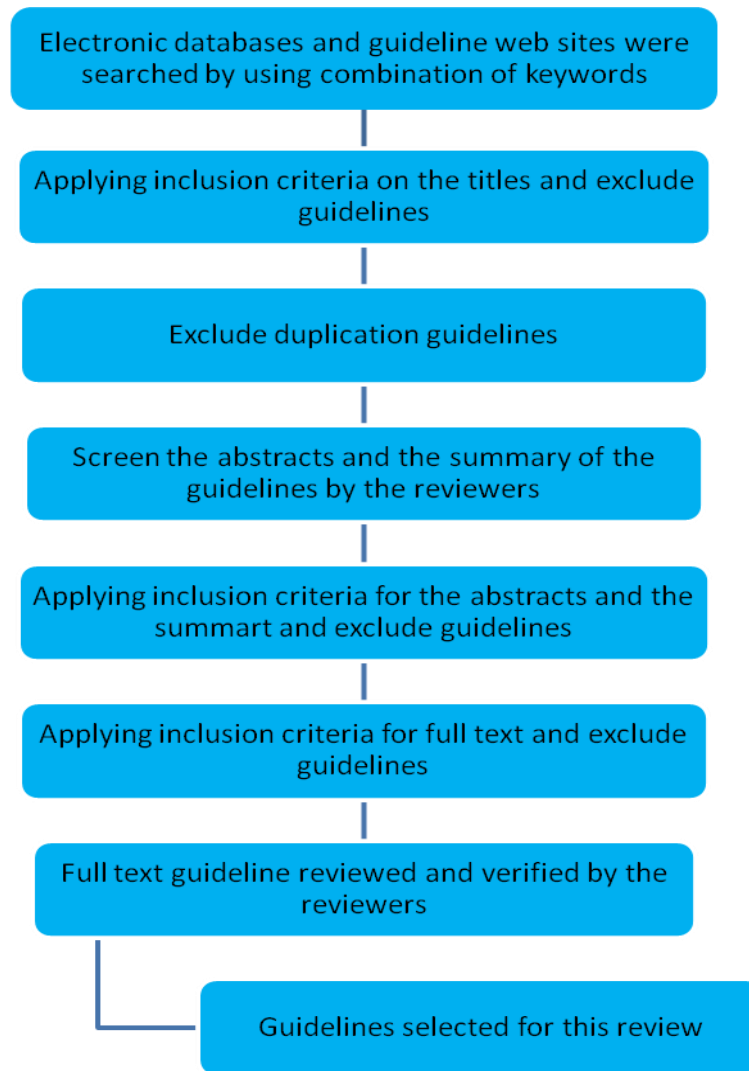 Electronic databases and guideline web sites were
searched by using combination of keywords
Applying inclusion criteria on the titles and exclude
guidelines
Exclude duplication guidelines
Screen the abstracts and the summary of the
guidelines by the reviewers
Applying inclusion criteria for the abstracts and the
summart and exclude guidelines
Applying inclusion criteria for full text and exclude
guidelines
Full text guideline reviewed and verified by the
reviewers
Guidelines selected for this review